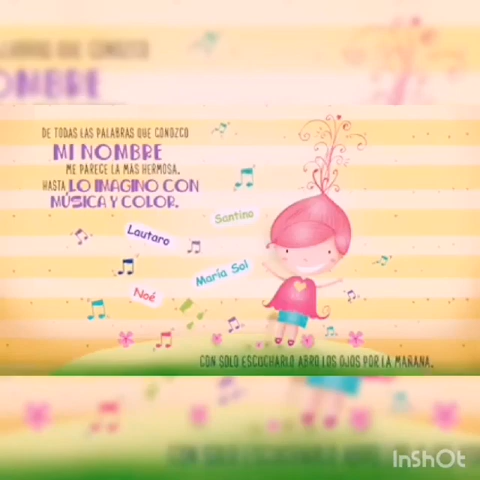 DE TODAS LAS PALABRAS QUE CONOZCO
MI NOMBRE
ME PARECE LA MÁS HERMOSA.
HASTA LO IMAGINO CON
MÚSICA Y COLOR.
Santino
Lautaro
María Sol
Noé
CON SOLO ESCUCHARLO ABRO LOS OJOS POR LA MAÑANA.
InShOt